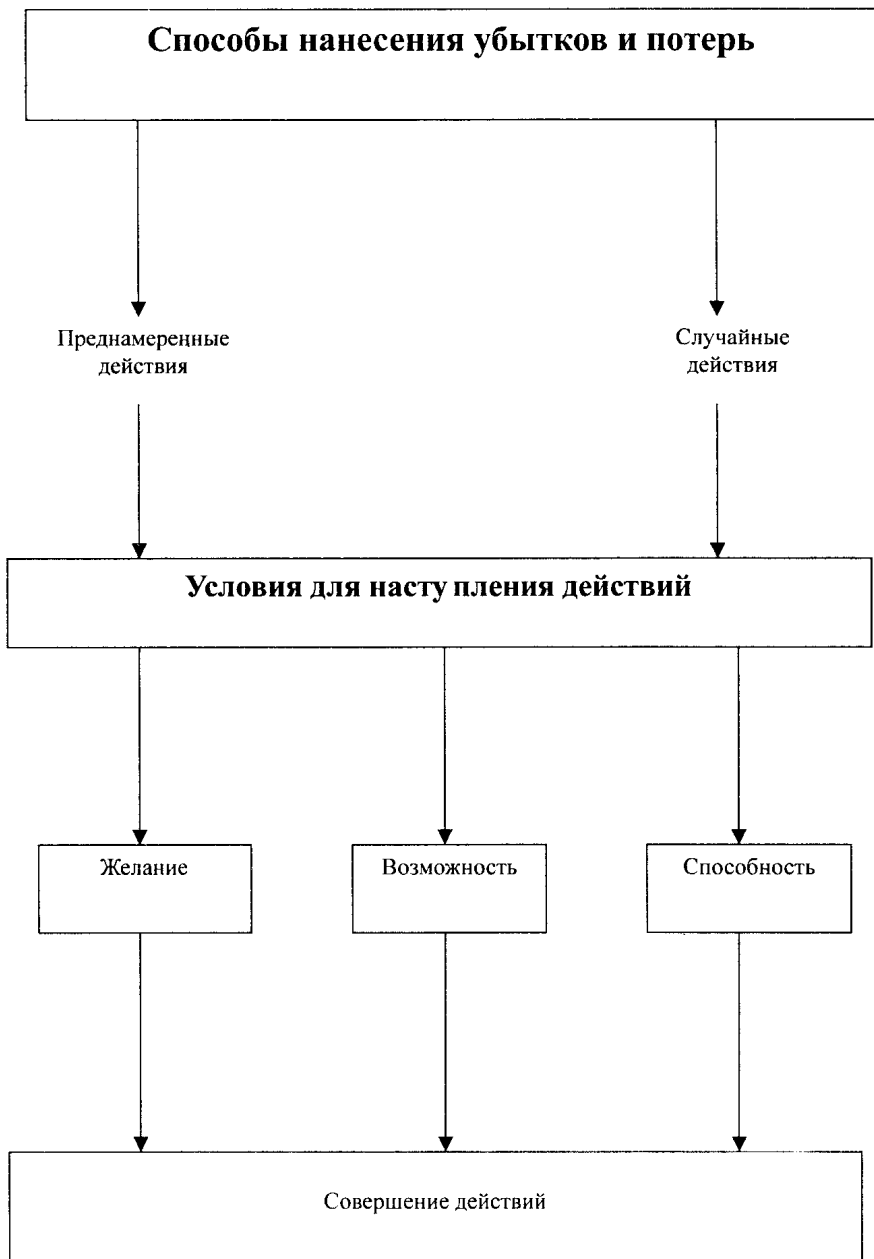 Способы нанесения убытков и потерь
Преднамеренные
действия
Случайные
действия
Условия для насту пления действий
Желание
Возможность
Способность
Совершение действий